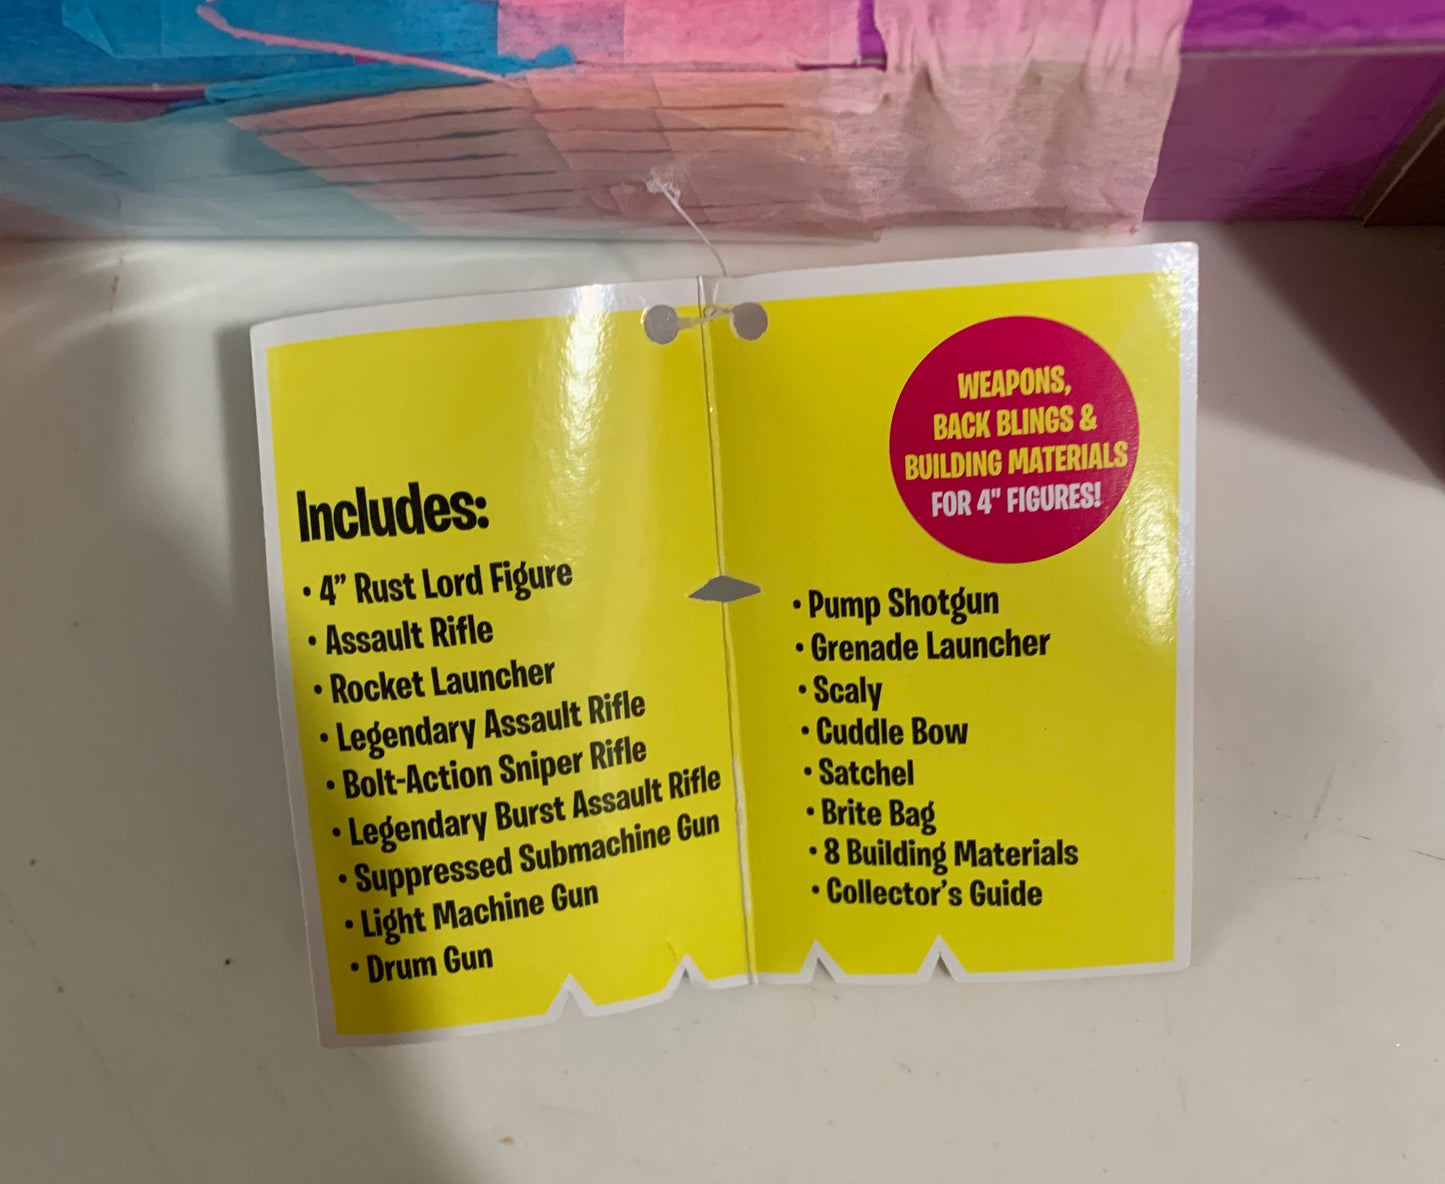 Includes:
• 4” Rust Lord Figure
• Assault Rifle
• Rocket Launcher
• Legendary Assault Rifle
• Bolt-Action Sniper Rifle
• Legendary Burst Assault Rifle
• Suppressed Submachine Gun
• Light Machine Gun
• Drum Gun
WEAPONS,
BACK BLINGS &
BUILDING MATERIALS
FOR 4" FIGURES!
• Pump Shotgun
• Grenade Launcher
• Scaly
• Cuddle Bow
• Satchel
• Brite Bag
• 8 Building Materials
• Collector’s Guide